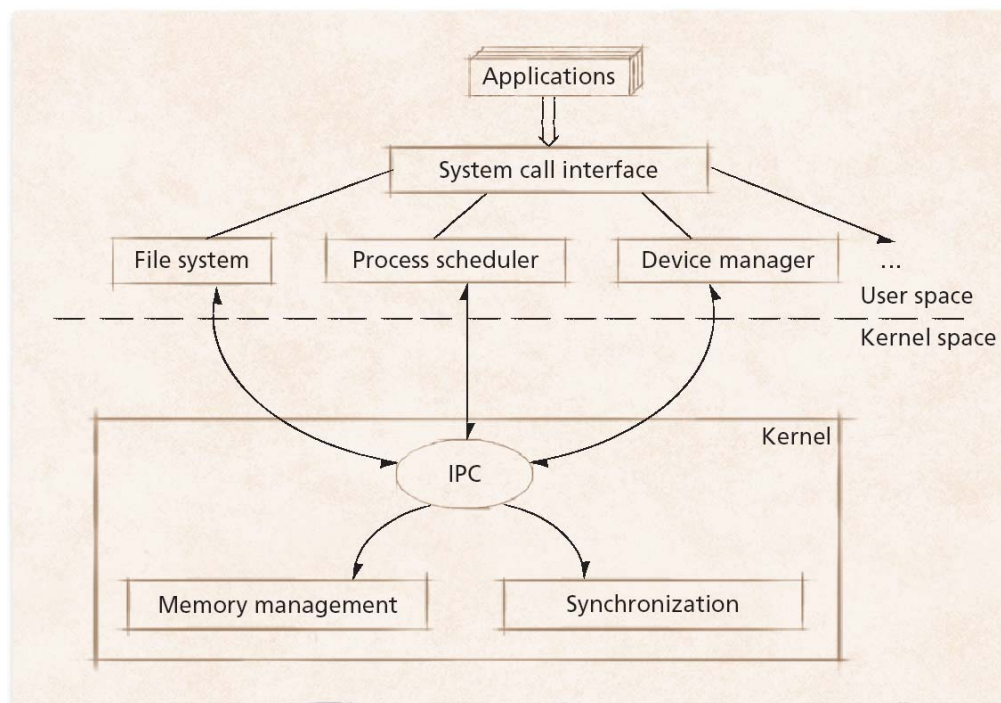 Applications
System call interface
File system
Process scheduler
Device manager
...
User space
Kernel space
Kernel
IPC
Memory management
Synchronization